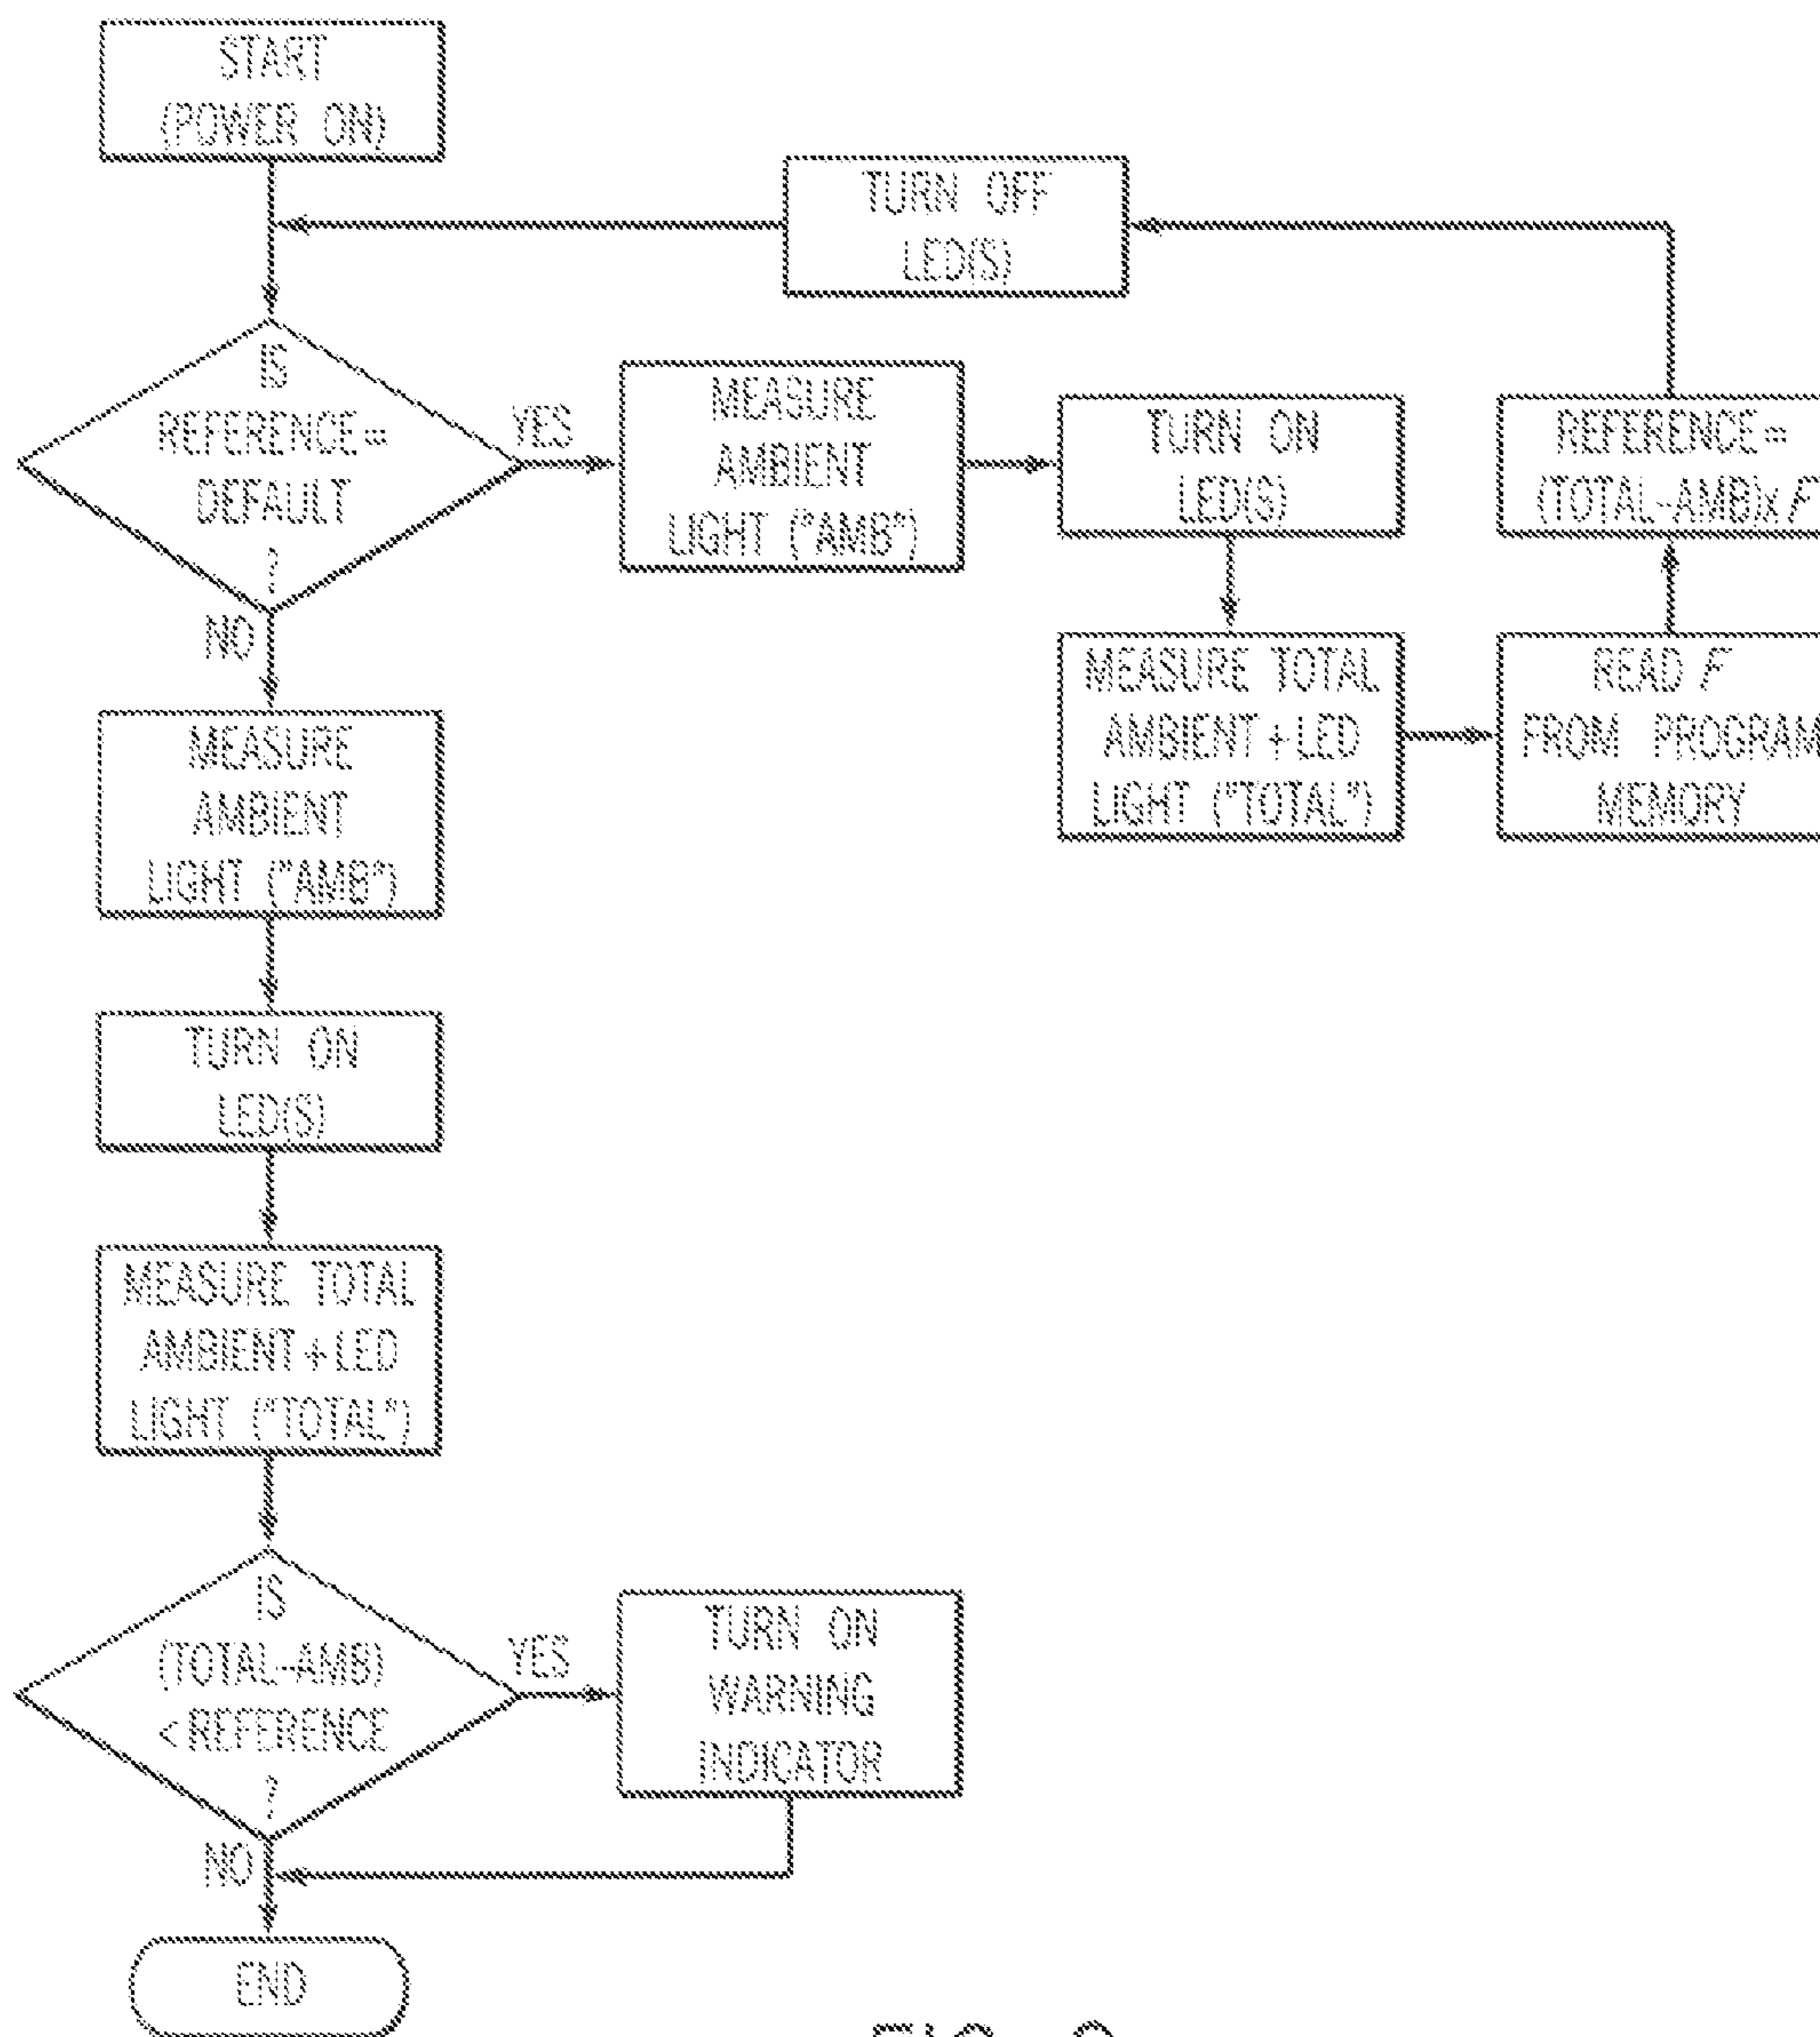 START
(POWER ON)
TURN OFF
LED(S)
IS
REFERENCE=
DEFAULT
?
YES
NO
MEASURE
AMBIENT
LIGHT ("AMB")
TURN ON
LED(S)
REFERENCE=
(TOTAL-AMB)x F
MEASURE TOTAL
AMBIENT+LED
LIGHT ("TOTAL")
READ F
FROM PROGRAM
MEMORY
MEASURE
AMBIENT
LIGHT ("AMB")
TURN ON
LED(S)
MEASURE TOTAL
AMBIENT+LED
LIGHT ("TOTAL")
IS
(TOTAL-AMB)
<REFERENCE
?
YES
NO
TURN ON
WARNING
INDICATOR
END